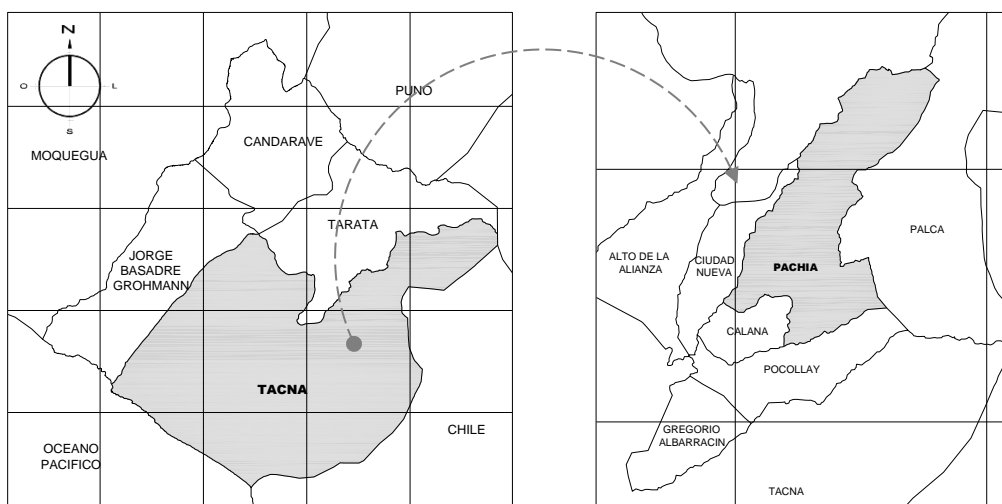 N
O
L
S
PUNO
CANDARAVE
MOQUEGUA
TARATA
JORGE
BASADRE
GROHMANN
TACNA
CHILE
OCEANO
PACIFICO
PALCA
ALTO DE LA
ALIANZA
CIUDAD
NUEVA
PACHIA
CALANA
POCOLLAY
GREGORIO
ALBARRACIN
TACNA